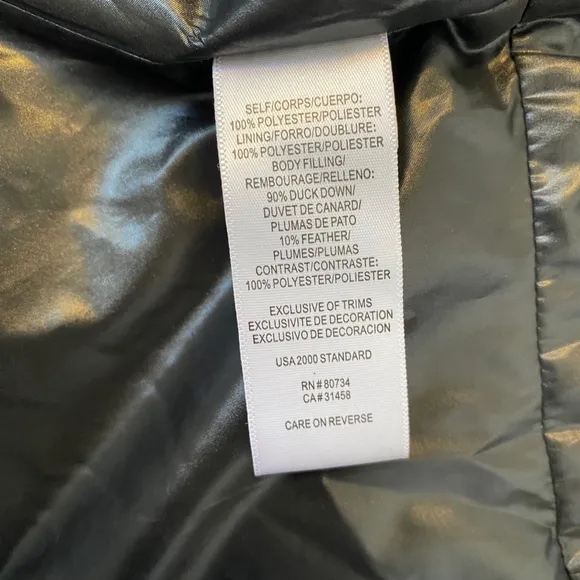 SELF/CORPS/CUERPO:
100% POLYESTER/POLIESTER
LINING/FORRO/DOUBLURE:
100% POLYESTER/POLIESTER
BODY FILLING/
REMBOURAGE/RELLENO:
90% DUCK DOWN/
DUVET DE CANARD/
PLUMAS DE PATO
10% FEATHER/
PLUMES/PLUMAS
CONTRAST/CONTRASTE:
100% POLYESTER/POLIESTER
EXCLUSIVE OF TRIMS
EXCLUSIVITE DE DECORATION
EXCLUSIVO DE DECORACION
USA2000 STANDARD
RN#80734
CA#31458
CARE ON REVERSE